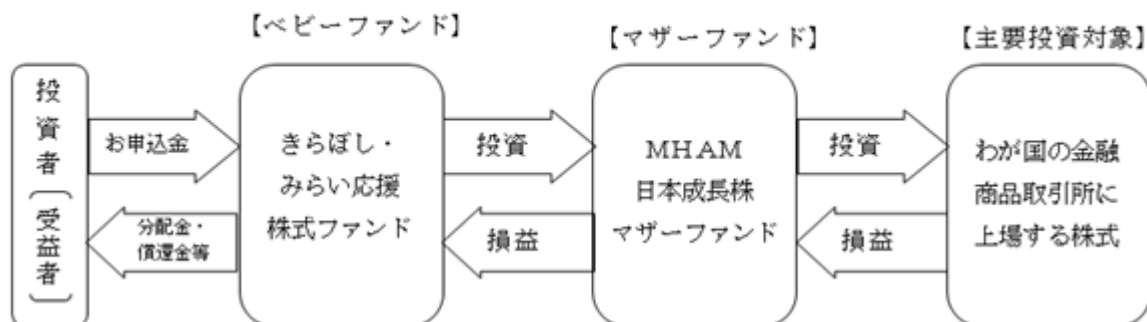 【ベビーファンド】
【マザーファンド】
【主要投資対象】
投資者(受益者)
お申込金
分配金・
償還金等
きらぼし・
みらい応援
株式ファンド
投資
損益
MHAM
日本成長株
マザーファンド
投資
損益
わが国の金融
商品取引所に
上場する株式